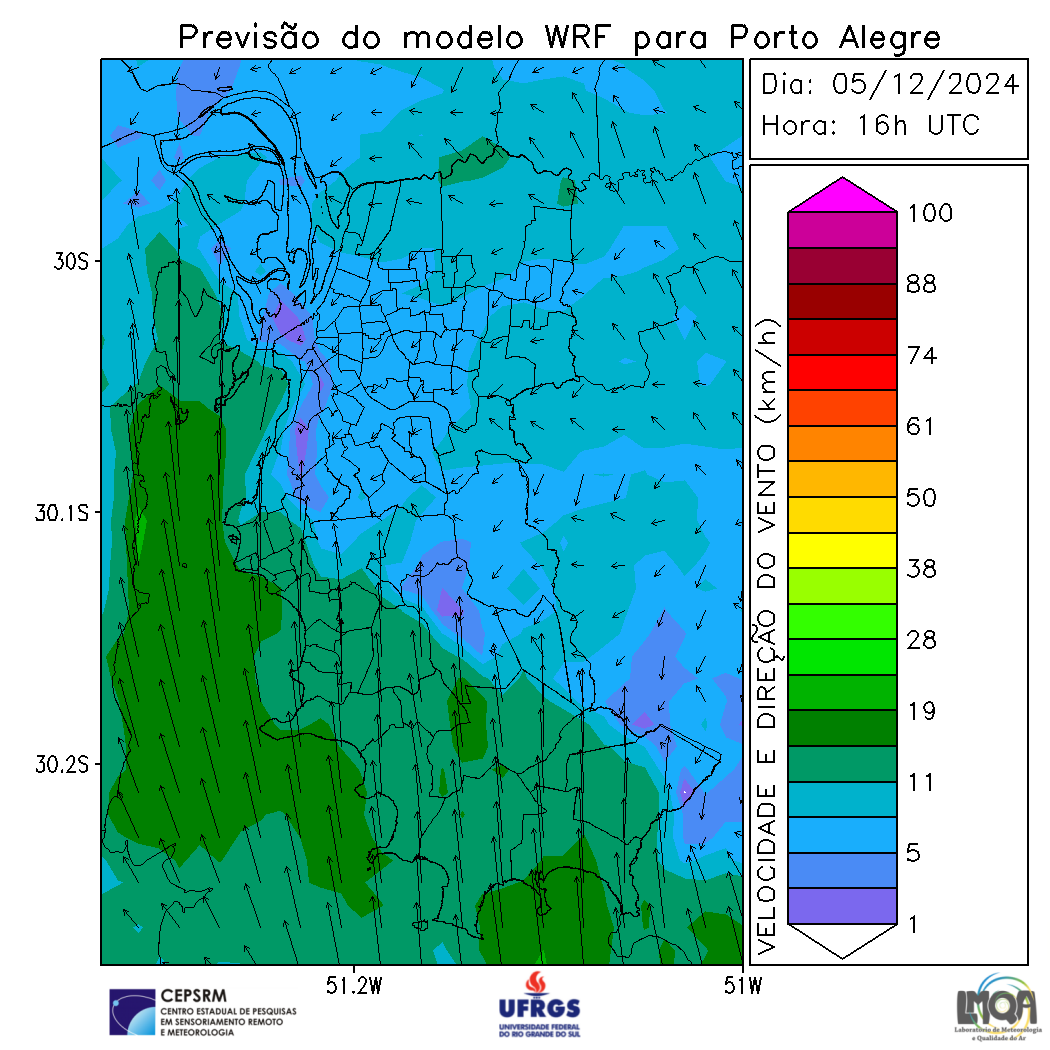 Previsão do modelo WRF para Porto Alegre
Dia: 05/12/2024
Hora: 16h UTC
30S
30.1S
30.2S
51.2W
51W
VELOCIDADE E DIREÇÃO DO VENTO (km/h)
100
88
74
61
50
38
28
19
11
5
1
CEPSRM
CENTRO ESTADUAL DE PESQUISAS
EM SENSORIAMENTO REMOTO
E METEOROLOGIA
UFRGS
UNIVERSIDADE FEDERAL
DO RIO GRANDE DO SUL
LMQA
Laboratório de Meteorologia
e Qualidade do Ar